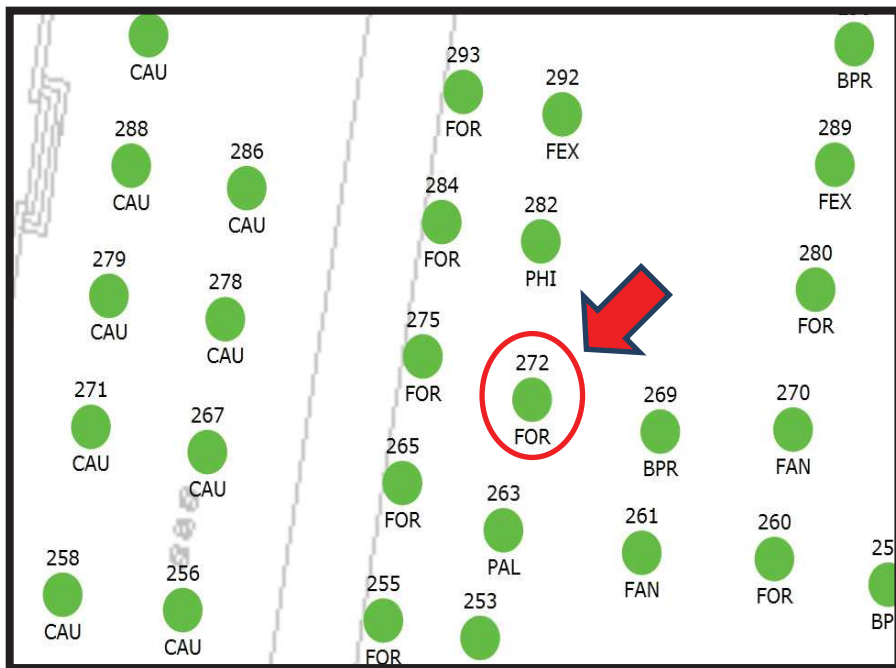 CAU
293
FOR
292
FEX
BPR
288
CAU
286
CAU
289
FEX
284
FOR
282
PHI
279
CAU
278
CAU
280
FOR
275
FOR
272
FOR
271
CAU
267
CAU
269
BPR
270
FAN
265
FOR
263
PAL
261
FAN
260
FOR
258
CAU
256
CAU
255
FOR
253
25
BP